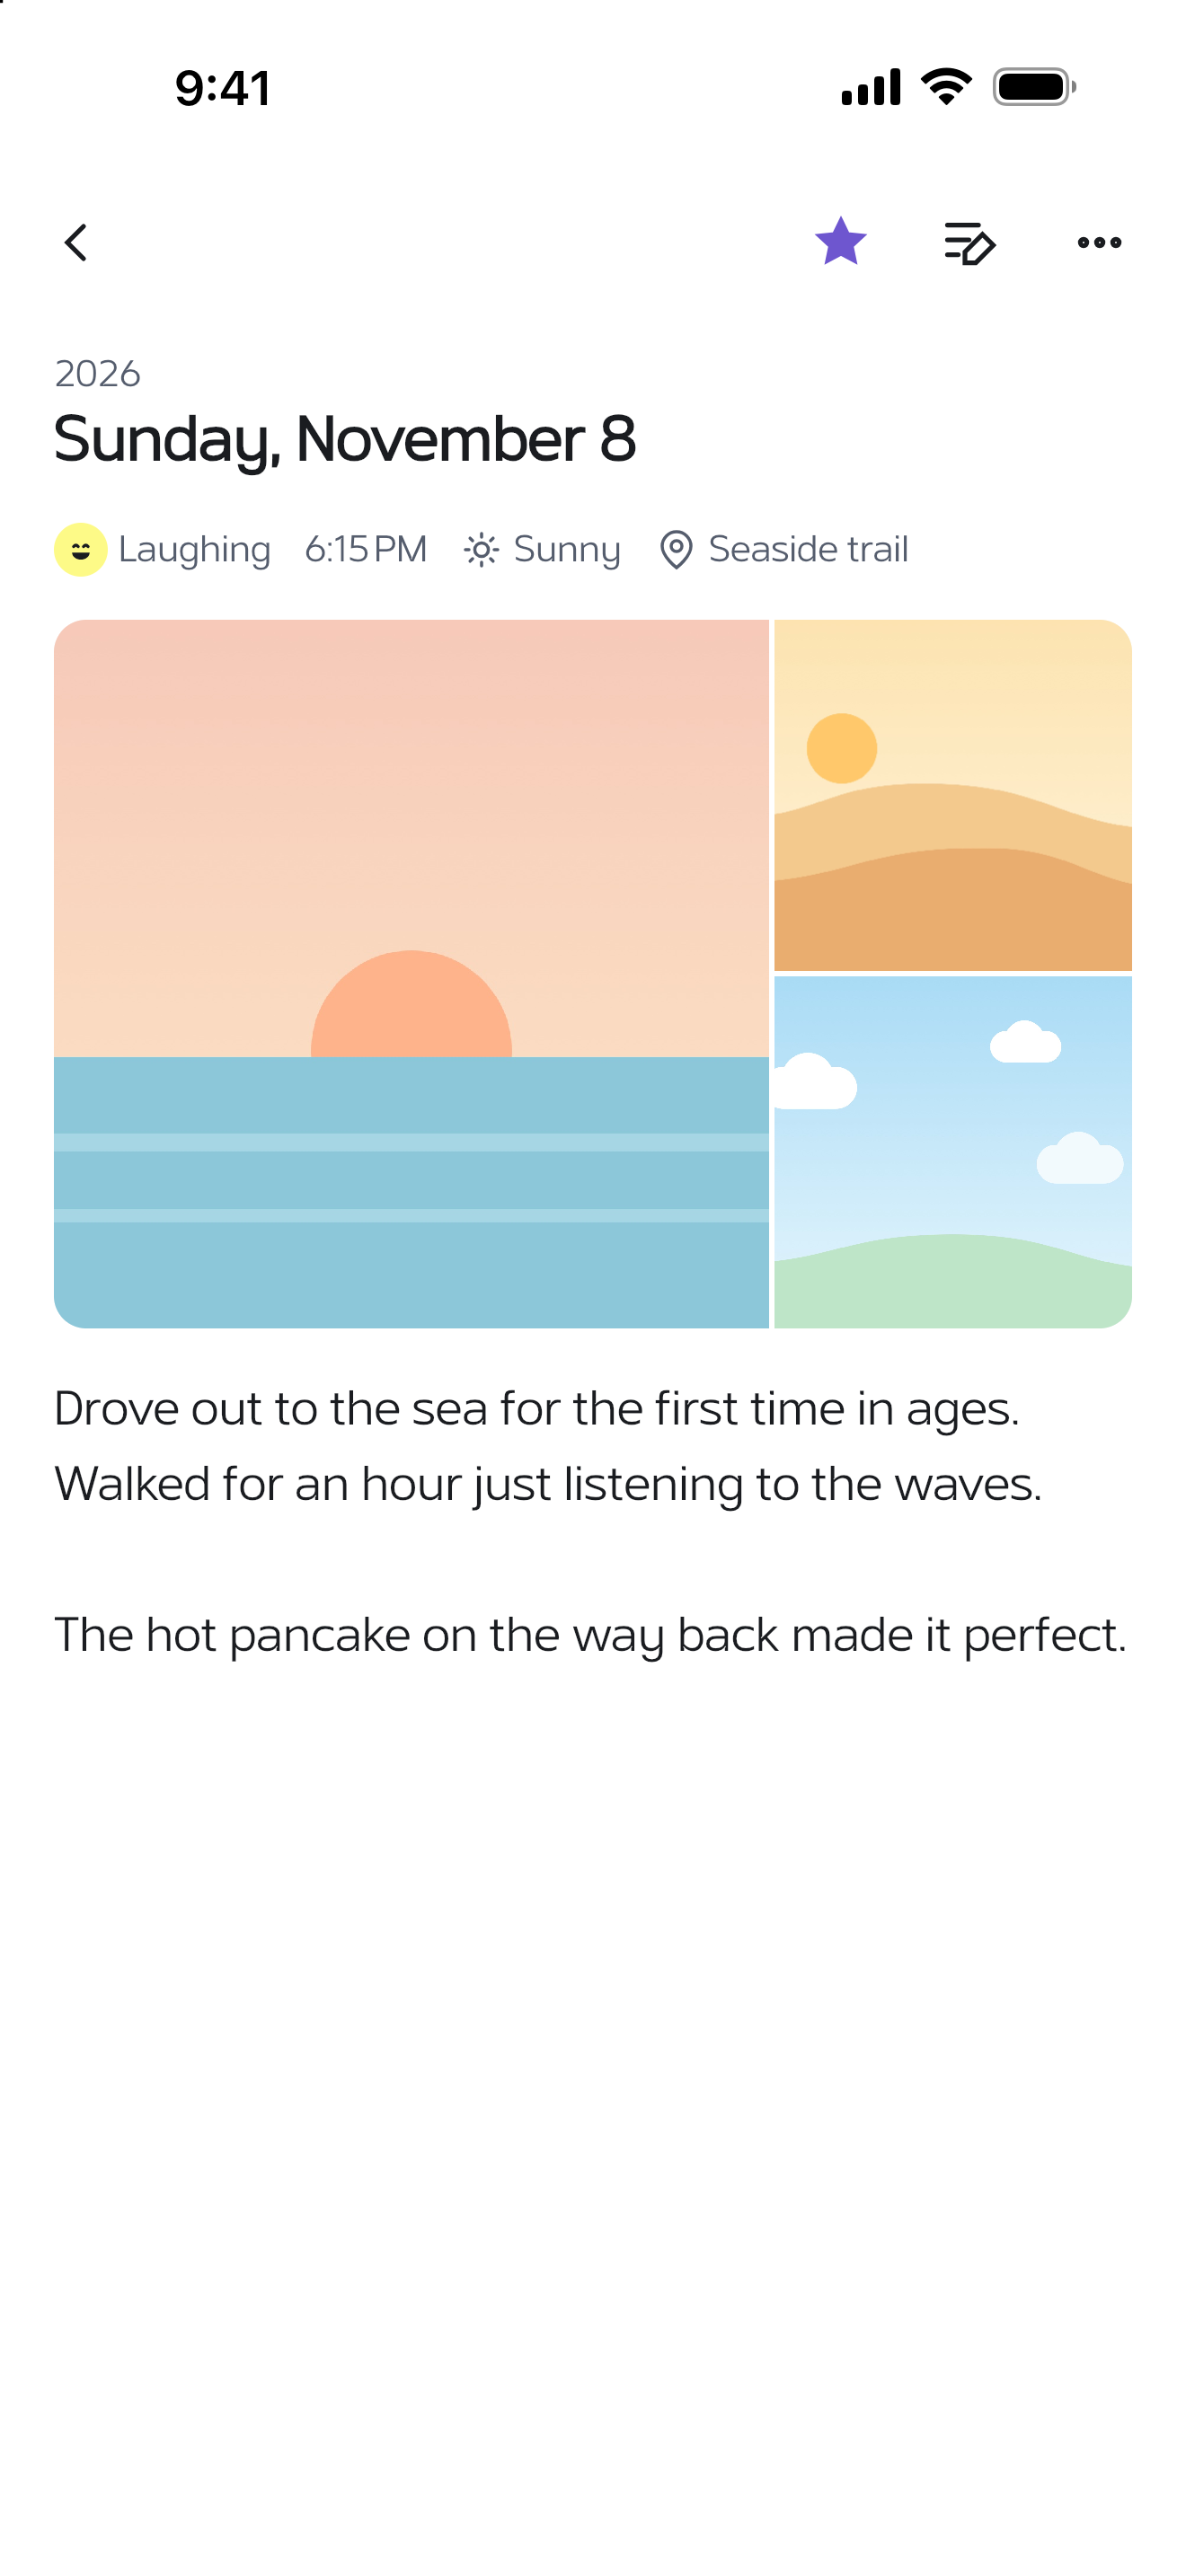 9:41
2026
Sunday, November 8
Laughing 6:15 PM Sunny Seaside trail
Drove out to the sea for the first time in ages.
Walked for an hour just listening to the waves.
The hot pancake on the way back made it perfect.